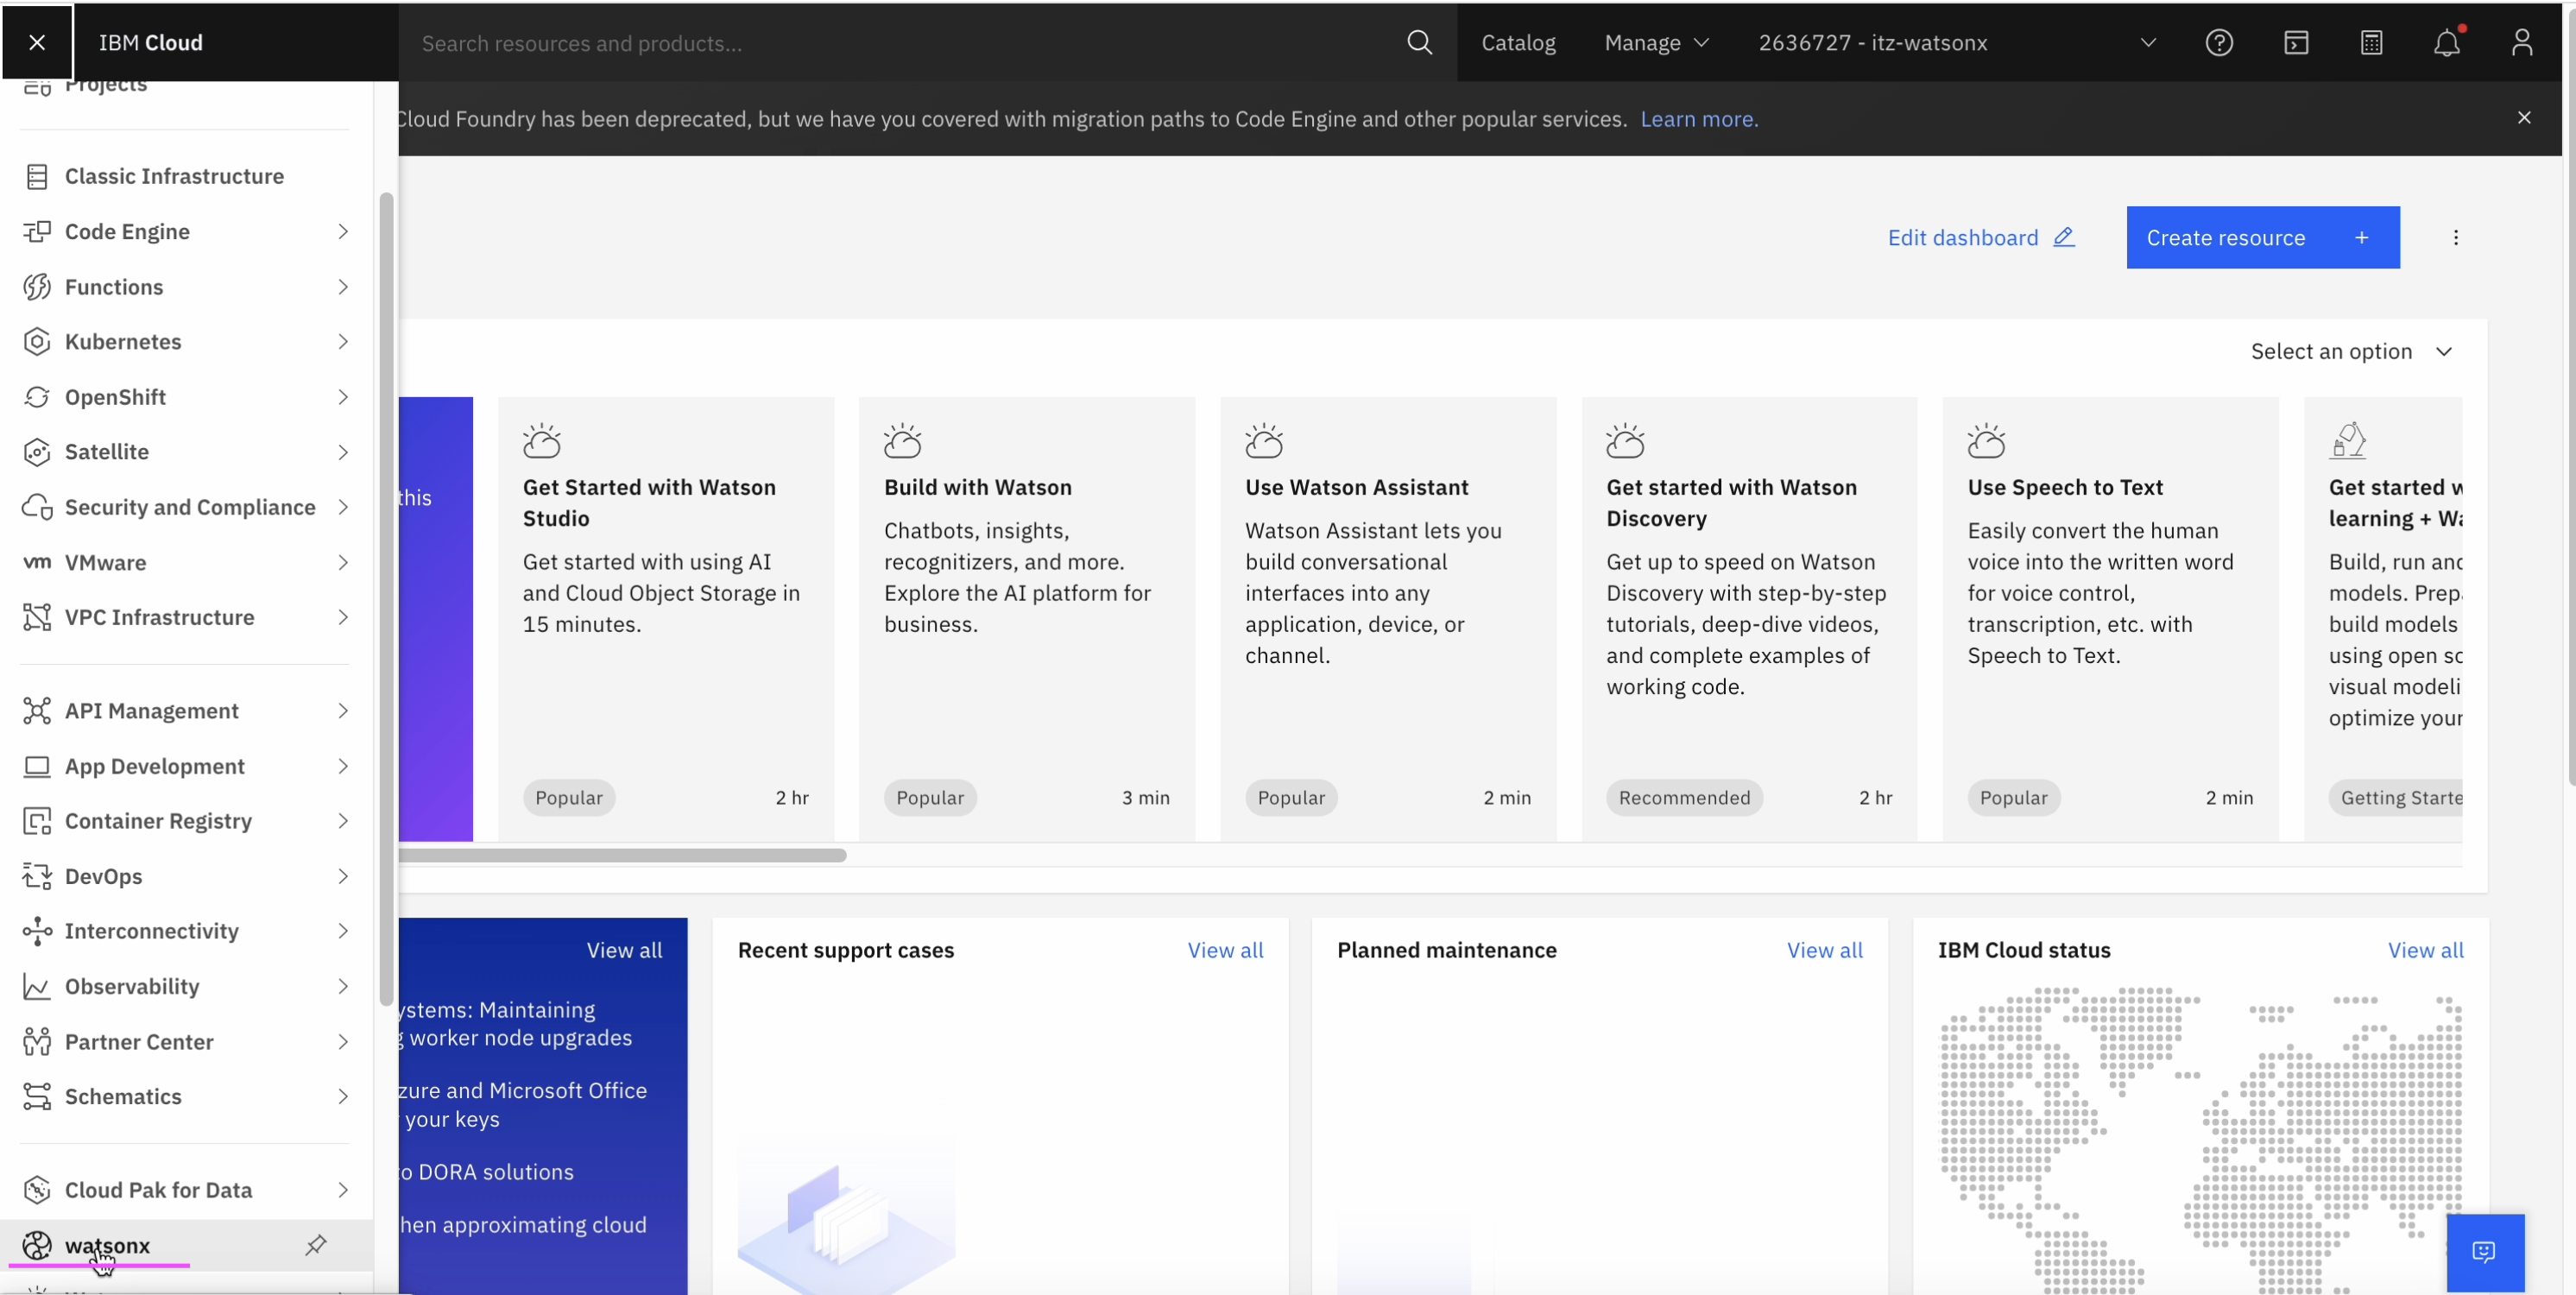 IBM Cloud
Search resources and products...
Catalog
Manage
2636727 - itz-watsonx
Projects
Cloud Foundry has been deprecated, but we have you covered with migration paths to Code Engine and other popular services. Learn more.
Classic Infrastructure
Code Engine
Functions
Kubernetes
OpenShift
Satellite
Security and Compliance
vm VMware
VPC Infrastructure
API Management
App Development
Container Registry
DevOps
Interconnectivity
Observability
Partner Center
Schematics
Cloud Pak for Data
watsonx
Edit dashboard
Create resource +
Select an option
this
Get Started with Watson
Studio
Get started with using AI
and Cloud Object Storage in
15 minutes.
Popular
2 hr
Build with Watson
Chatbots, insights,
recognitizers, and more.
Explore the AI platform for
business.
Popular
3 min
Use Watson Assistant
Watson Assistant lets you
build conversational
interfaces into any
application, device, or
channel.
Popular
2 min
Get started with Watson
Discovery
Get up to speed on Watson
Discovery with step-by-step
tutorials, deep-dive videos,
and complete examples of
working code.
Recommended
2 hr
Use Speech to Text
Easily convert the human
voice into the written word
for voice control,
transcription, etc. with
Speech to Text.
Popular
2 min
Get started
learning +
Build, run
models.
build models
using open
visual
optimize
Getting
View all
ystems: Maintaining
worker node upgrades
zure and Microsoft Office
your keys
o DORA solutions
hen approximating cloud
Recent support cases
View all
Planned maintenance
View all
IBM Cloud status
View all